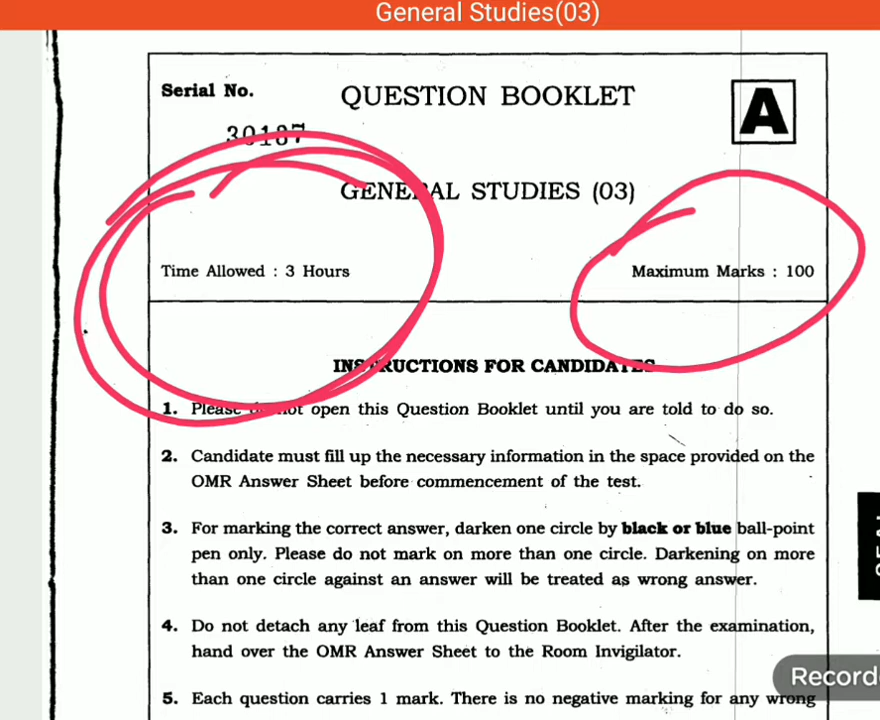 General Studies(03)
Serial No.
QUESTION BOOKLET
A
30187
GENERAL STUDIES (03)
Time Allowed : 3 Hours
Maximum Marks : 100
INSTRUCTIONS FOR CANDIDATES
1. Please do not open this Question Booklet until you are told to do so.
2. Candidate must fill up the necessary information in the space provided on the
OMR Answer Sheet before commencement of the test.
3. For marking the correct answer, darken one circle by black or blue ball-point
pen only. Please do not mark on more than one circle. Darkening on more
than one circle against an answer will be treated as wrong answer.
4. Do not detach any leaf from this Question Booklet. After the examination,
hand over the OMR Answer Sheet to the Room Invigilator.
Record
5. Each question carries 1 mark. There is no negative marking for any wrong